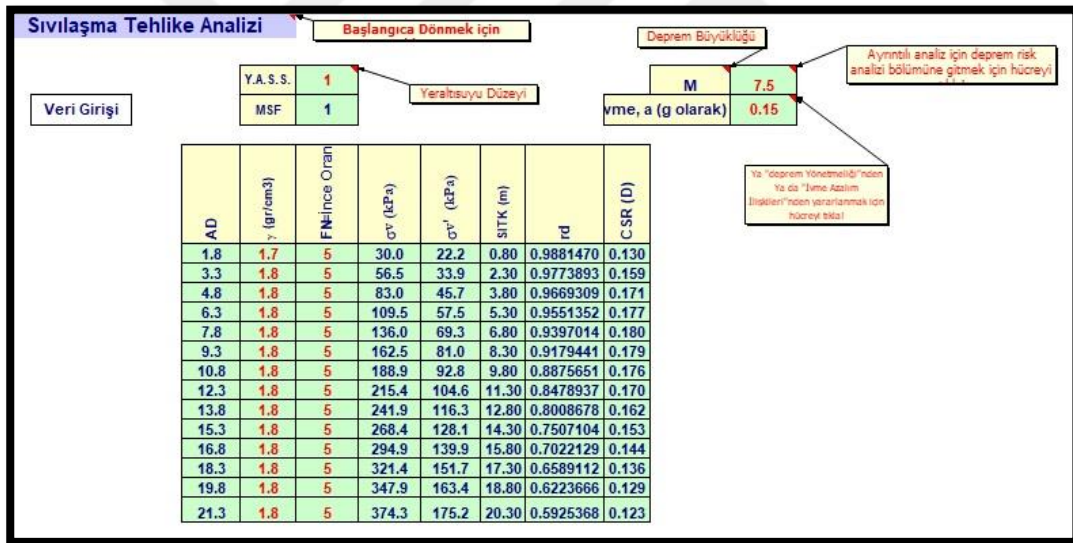 Sıvılaşma Tehlike Analizi
Başlangıca Dönmek için
Deprem Büyüklüğü
Ayrıntılı analiz için deprem risk
analizi bölümüne gitmek için hücreyi
Y.A.S.S. 1
Yeraltısuyu Düzeyi
M 7.5
Veri Girişi
MSF 1
vme, a (g olarak) 0.15
Ya "deprem Yönetmeliği"nden
Ya da "İvme Azalım
İlişkileri"nden yararlanmak için
hücreyi tıkla!
AD γ (gr/cm3) FN=İnce Oran σv (kPa) σv' (kPa) SITK (m) rd CSR (D)
1.8 1.7 5 30.0 22.2 0.80 0.9881470 0.130
3.3 1.8 5 56.5 33.9 2.30 0.9773893 0.159
4.8 1.8 5 83.0 45.7 3.80 0.9669309 0.171
6.3 1.8 5 109.5 57.5 5.30 0.9551352 0.177
7.8 1.8 5 136.0 69.3 6.80 0.9397014 0.180
9.3 1.8 5 162.5 81.0 8.30 0.9179441 0.179
10.8 1.8 5 188.9 92.8 9.80 0.8875651 0.176
12.3 1.8 5 215.4 104.6 11.30 0.8478937 0.170
13.8 1.8 5 241.9 116.3 12.80 0.8008678 0.162
15.3 1.8 5 268.4 128.1 14.30 0.7507104 0.153
16.8 1.8 5 294.9 139.9 15.80 0.7022129 0.144
18.3 1.8 5 321.4 151.7 17.30 0.6589112 0.136
19.8 1.8 5 347.9 163.4 18.80 0.6223666 0.129
21.3 1.8 5 374.3 175.2 20.30 0.5925368 0.123